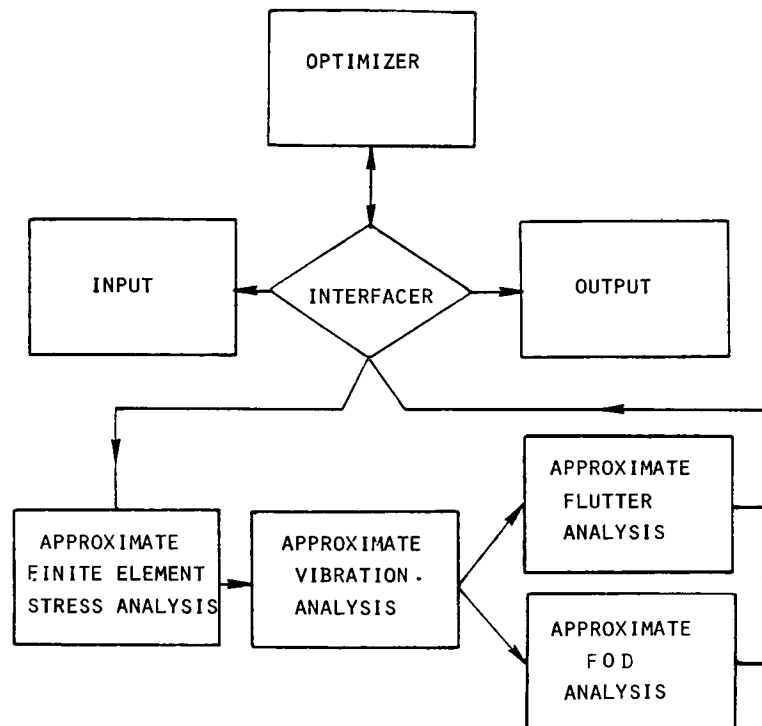 OPTIMIZER
INPUT
INTERFACER
OUTPUT
APPROXIMATE
FLUTTER
ANALYSIS
APPROXIMATE
FINITE ELEMENT
STRESS ANALYSIS
APPROXIMATE
VIBRATION.
ANALYSIS
APPROXIMATE
FOD
ANALYSIS